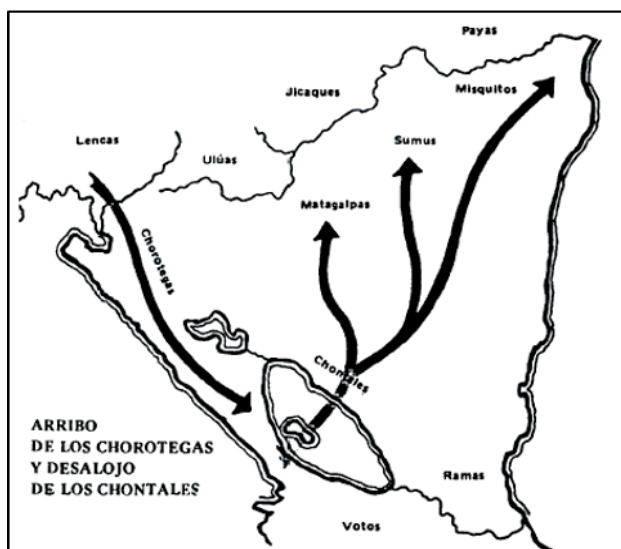 Payas
Jicaques
Misquitos
Lencas
Ulúas
Sumus
Matagalpas
Chorotegas
Chontales
ARRIBO
DE LOS CHOROTEGAS
Y DESALOJO
DE LOS CHONTALES
Ramas
Votos